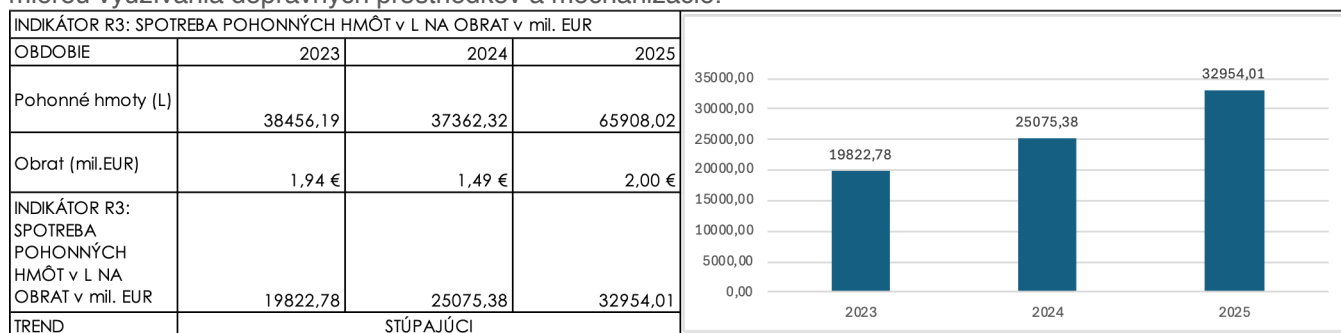 mierou využívania dopravných prostriedkov a mechanizácie.
INDIKÁTOR R3: SPOTREBA POHONNÝCH HMÔT v L NA OBRAT v mil. EUR
OBDOBIE 2023 2024 2025
Pohonné hmoty (L) 38456,19 37362,32 65908,02
Obrat (mil.EUR) 1,94 € 1,49 € 2,00 €
INDIKÁTOR R3:
SPOTREBA
POHONNÝCH
HMÔT v L NA
OBRAT v mil. EUR 19822,78 25075,38 32954,01
TREND STÚPAJÚCI
35000,00
30000,00
25000,00
20000,00
15000,00
10000,00
5000,00
0,00
19822,78
25075,38
32954,01
2023 2024 2025